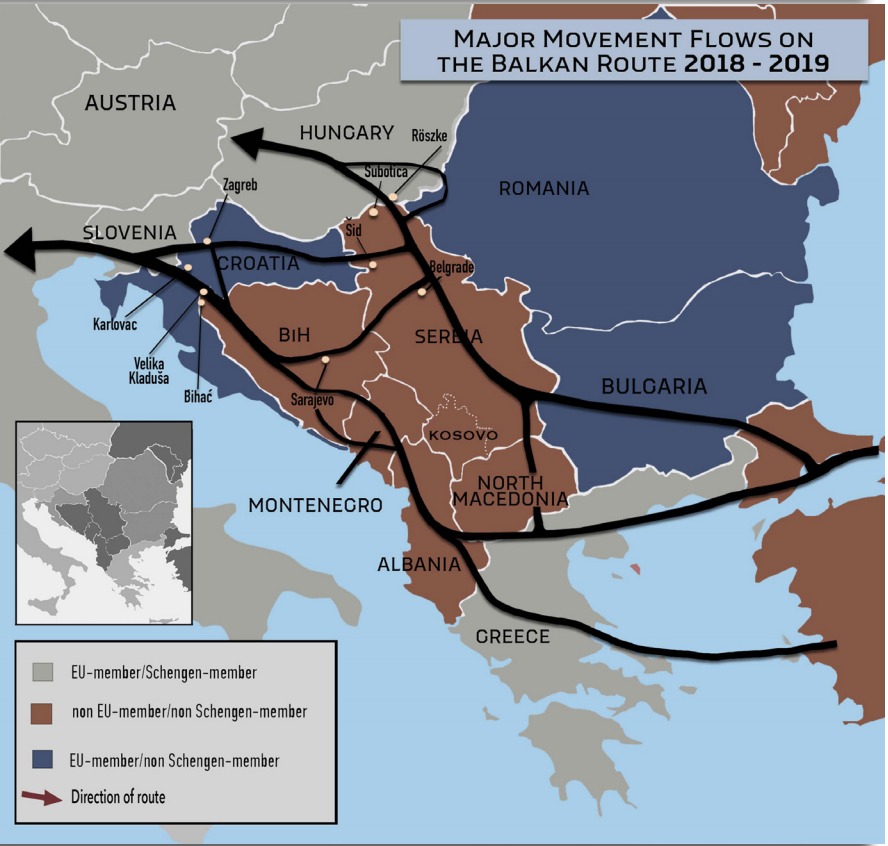 MAJOR MOVEMENT FLOWS ON
THE BALKAN ROUTE 2018 - 2019
AUSTRIA
HUNGARY
Röszke
Subotica
Zagreb
ROMANIA
SLOVENIA
Šid
CROATIA
Belgrade
Karlovac
BiH
SERBIA
Velika
Kladuša
Bihać
Sarajevo
BULGARIA
KOSOVO
MONTENEGRO
NORTH
MACEDONIA
ALBANIA
GREECE
EU-member/Schengen-member
non EU-member/non Schengen-member
EU-member/non Schengen-member
Direction of route